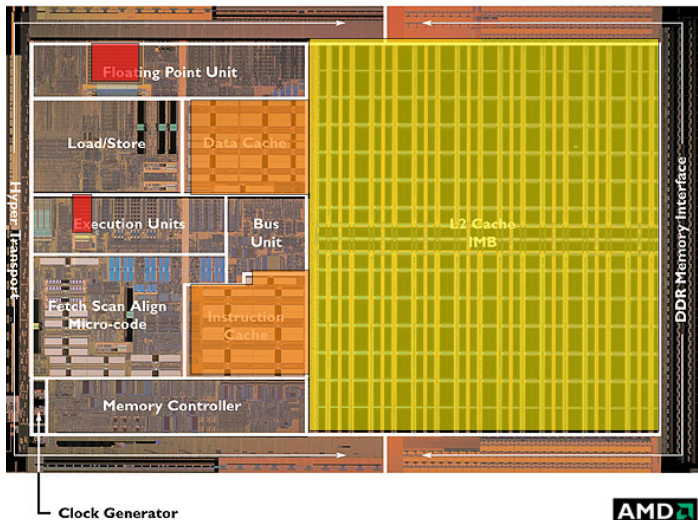 Floating Point Unit
Load/Store
Data Cache
Hyper Transport
Execution Units
Bus
Unit
L2 Cache
IMB
DDR Memory Interface
Fetch Scan Align
Micro-code
Instruction
Cache
Memory Controller
Clock Generator
AMD